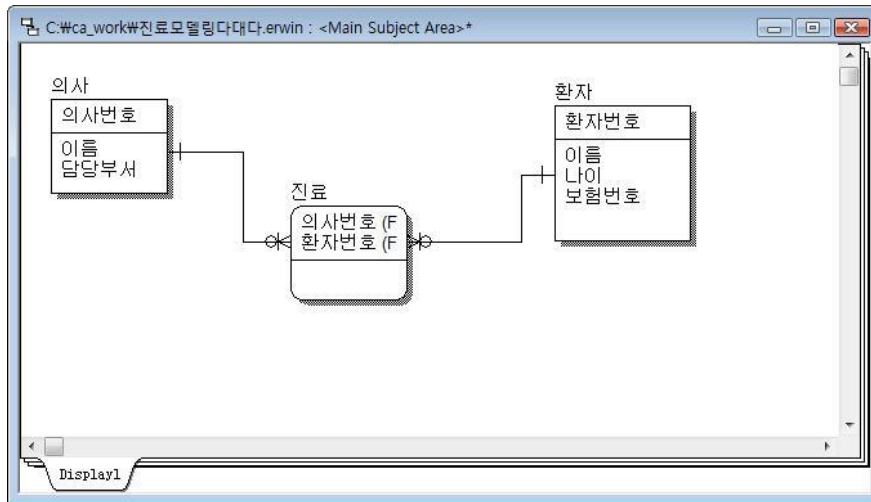 C:₩ca_work₩진료모델링다대다.erwin : <Main Subject Area>*
의사
의사번호
이름
담당부서
환자
환자번호
이름
나이
보험번호
진료
의사번호 (F
환자번호 (F
Display1